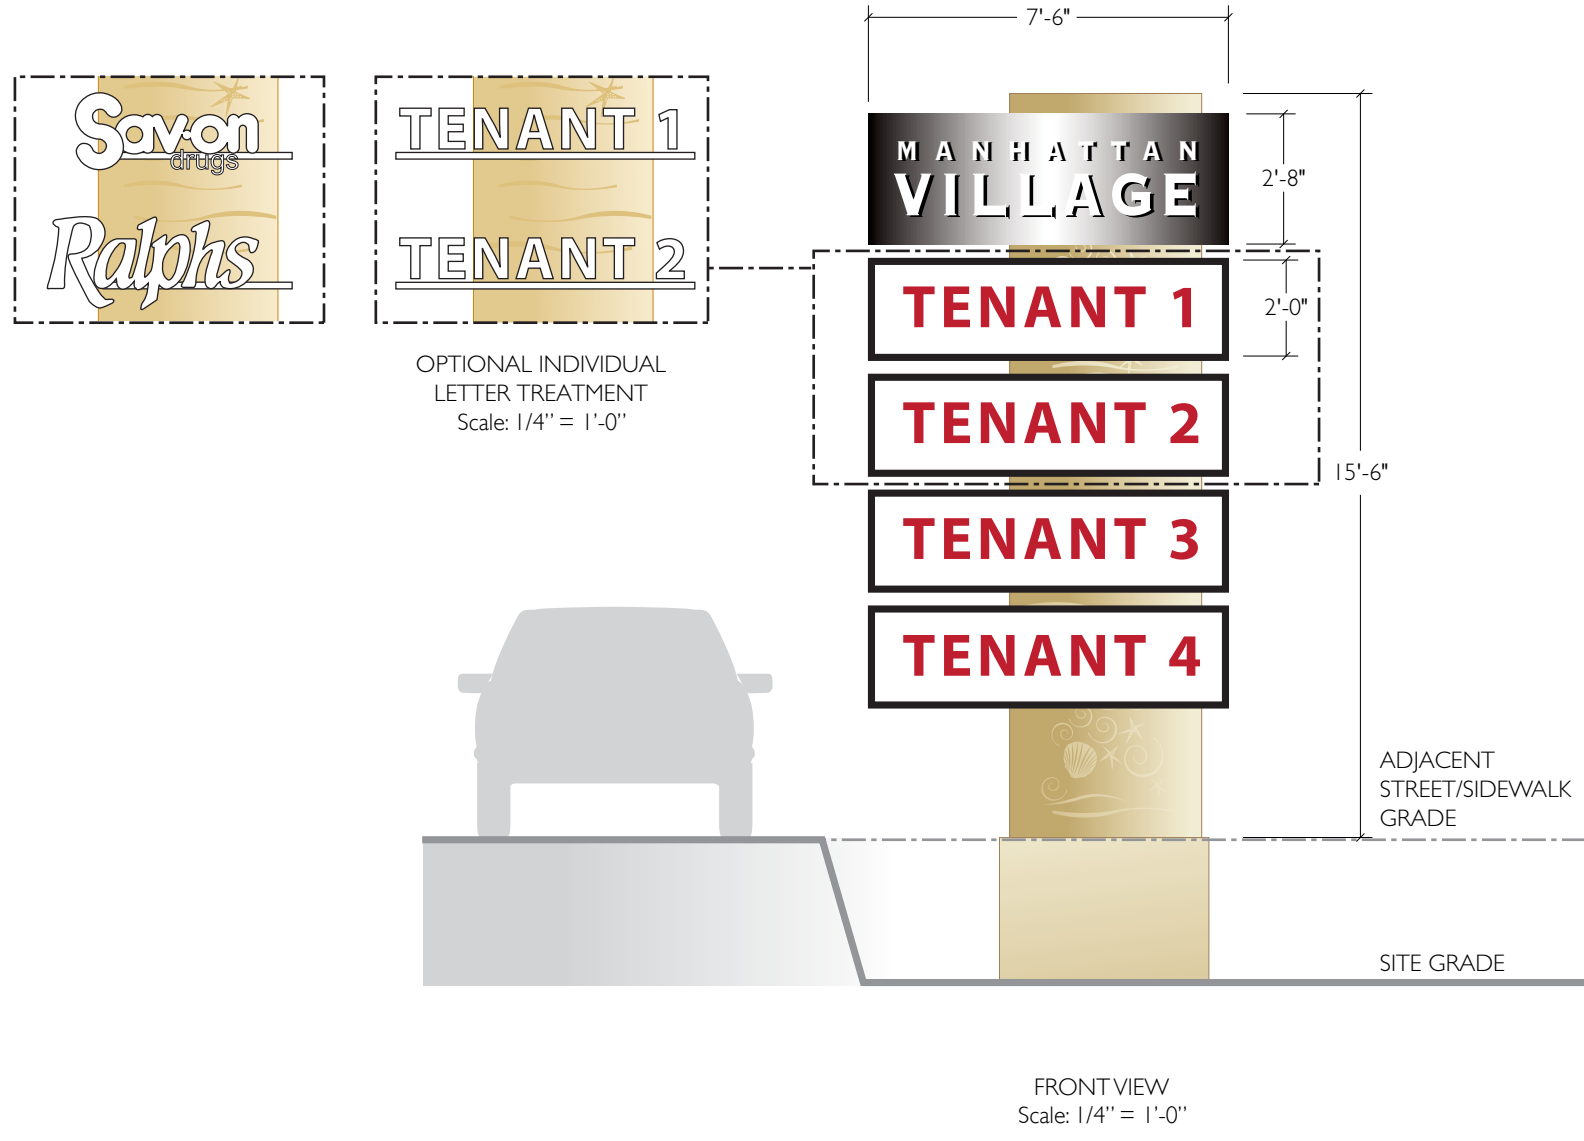 7'-6"
Sav-on
drugs
Ralphs
TENANT 1
TENANT 2
OPTIONAL INDIVIDUAL
LETTER TREATMENT
Scale: 1/4'' = 1'-0''
MANHATTAN
VILLAGE
2'-8"
TENANT 1
2'-0"
TENANT 2
15'-6"
TENANT 3
TENANT 4
ADJACENT
STREET/SIDEWALK
GRADE
SITE GRADE
FRONT VIEW
Scale: 1/4'' = 1'-0''